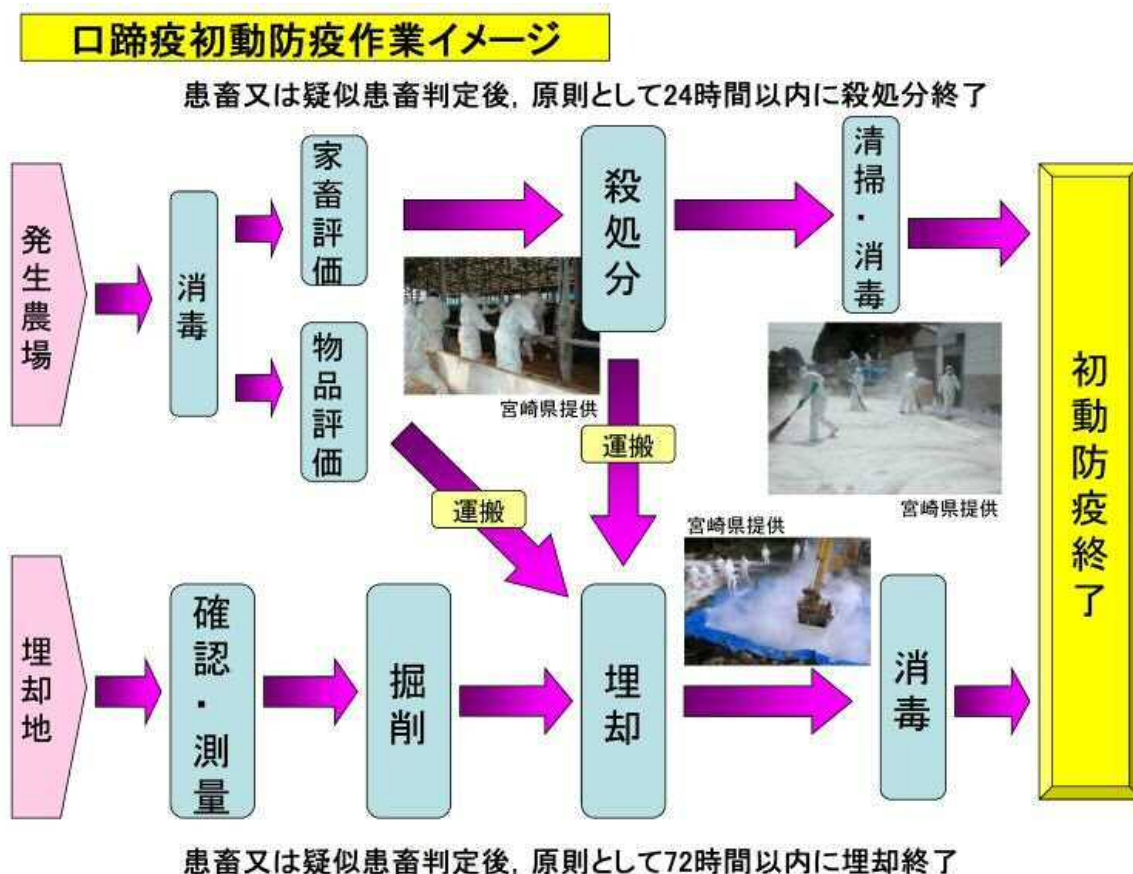 口蹄疫初動防疫作業イメージ
患畜又は疑似患畜判定後，原則として24時間以内に殺処分終了
発生農場
消毒
家畜評価
物品評価
殺処分
清掃・消毒
宮崎県提供
運搬
運搬
宮崎県提供
宮崎県提供
初動防疫終了
埋却地
確認・測量
掘削
埋却
消毒
患畜又は疑似患畜判定後，原則として72時間以内に埋却終了